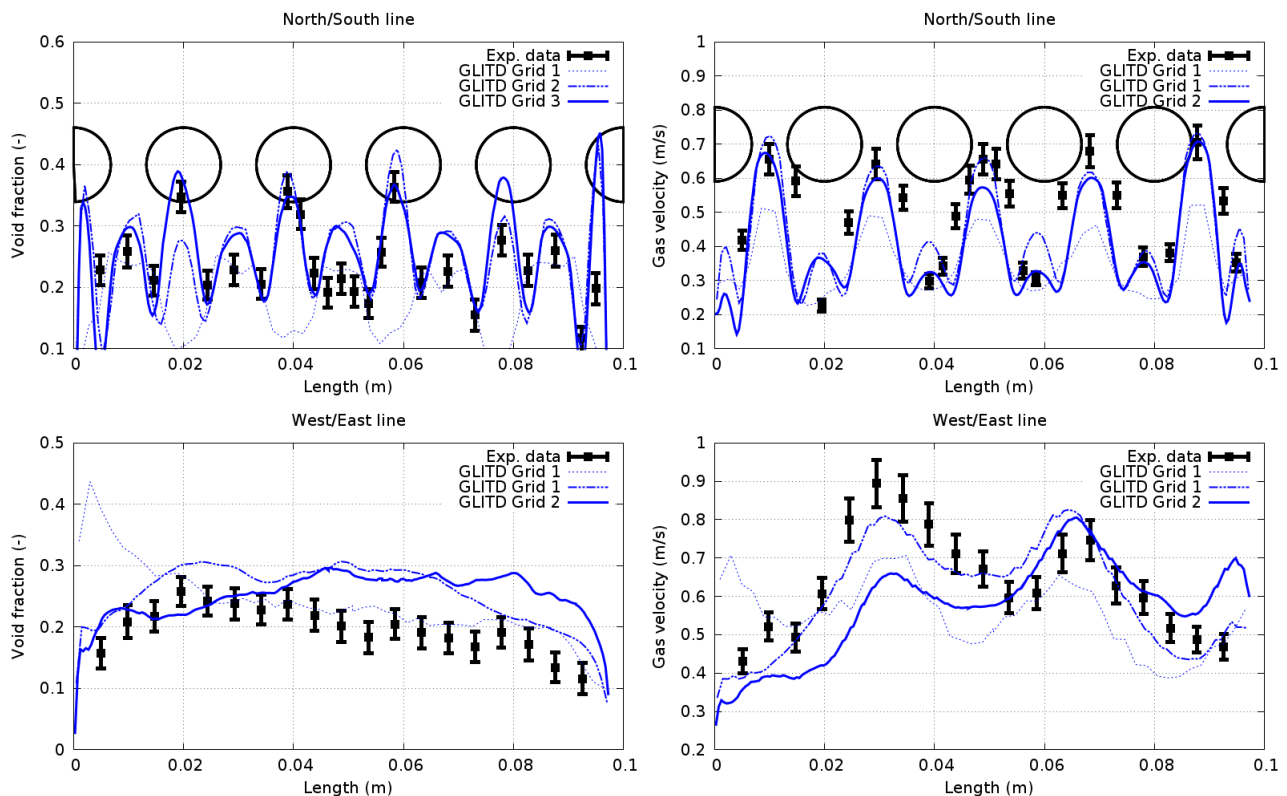 North/South line
0.6
0.5
0.4
0.3
0.2
0.1
Void fraction (-)
Exp. data
GLITD Grid 1
GLITD Grid 2
GLITD Grid 3
0 0.02 0.04 0.06 0.08 0.1
Length (m)
North/South line
1
0.9
0.8
0.7
0.6
0.5
0.4
0.3
0.2
0.1
Gas velocity (m/s)
Exp. data
GLITD Grid 1
GLITD Grid 1
GLITD Grid 2
0 0.02 0.04 0.06 0.08 0.1
Length (m)
West/East line
0.5
0.4
0.3
0.2
0.1
0
Void fraction (-)
Exp. data
GLITD Grid 1
GLITD Grid 1
GLITD Grid 2
0 0.02 0.04 0.06 0.08 0.1
Length (m)
West/East line
1
0.9
0.8
0.7
0.6
0.5
0.4
0.3
0.2
Gas velocity (m/s)
Exp. data
GLITD Grid 1
GLITD Grid 1
GLITD Grid 2
0 0.02 0.04 0.06 0.08 0.1
Length (m)